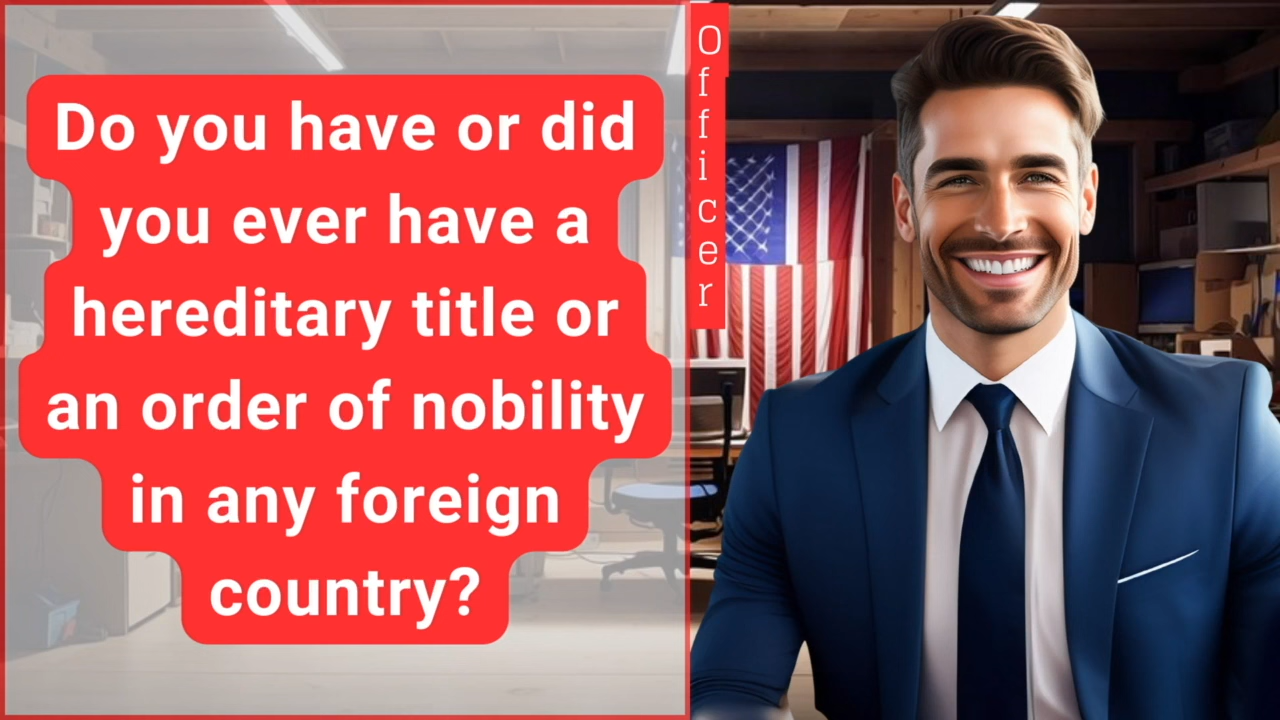 Do you have or did
you ever have a
hereditary title or
an order of nobility
in any foreign
country?
Officer